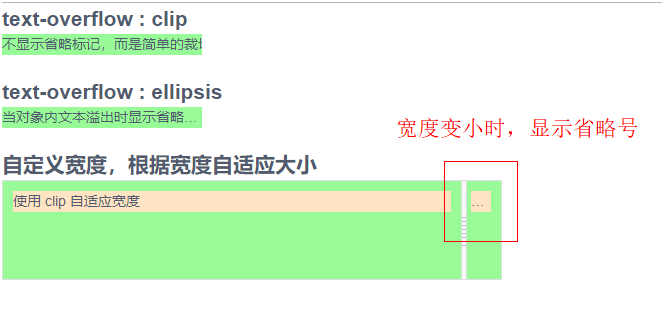 text-overflow : clip
不显示省略标记，而是简单的裁
text-overflow : ellipsis
当对象内文本溢出时显示省略...
宽度变小时，显示省略号
自定义宽度，根据宽度自适应大小
使用 clip 自适应宽度
...